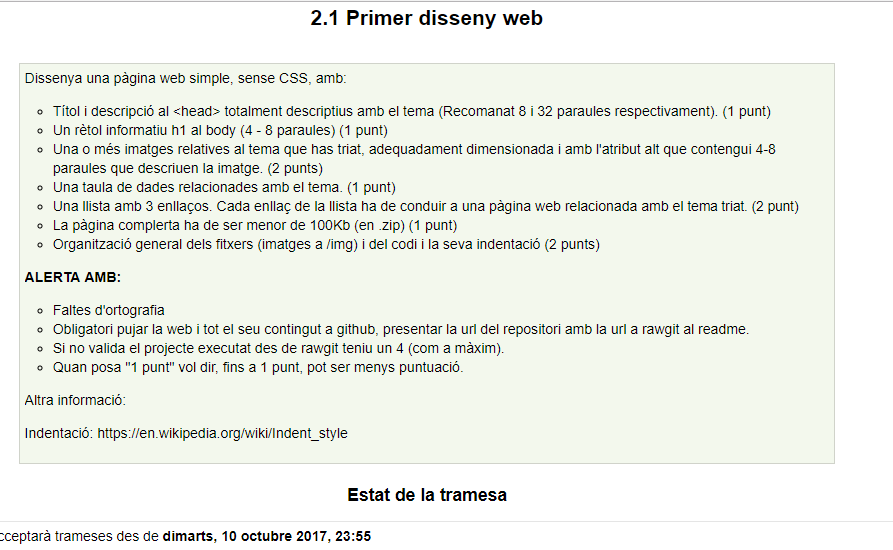 2.1 Primer disseny web
Dissenya una pàgina web simple, sense CSS, amb:
Títol i descripció al <head> totalment descriptius amb el tema (Recomanat 8 i 32 paraules respectivament). (1 punt)
Un rètol informatiu h1 al body (4 - 8 paraules) (1 punt)
Una o més imatges relatives al tema que has triat, adequadament dimensionada i amb l'atribut alt que contengui 4-8
paraules que descriuen la imatge. (2 punts)
Una taula de dades relacionades amb el tema. (1 punt)
Una llista amb 3 enllaços. Cada enllaç de la llista ha de conduir a una pàgina web relacionada amb el tema triat. (2 punt)
La pàgina complerta ha de ser menor de 100Kb (en .zip) (1 punt)
Organització general dels fitxers (imatges a /img) i del codi i la seva indentació (2 punts)
ALERTA AMB:
Faltes d'ortografia
Obligatori pujar la web i tot el seu contingut a github, presentar la url del repositori amb la url a rawgit al readme.
Si no valida el projecte executat des de rawgit teniu un 4 (com a màxim).
Quan posa "1 punt" vol dir, fins a 1 punt, pot ser menys puntuació.
Altra informació:
Indentació: https://en.wikipedia.org/wiki/Indent_style
Estat de la tramesa
cceptarà trameses des de dimarts, 10 octubre 2017, 23:55